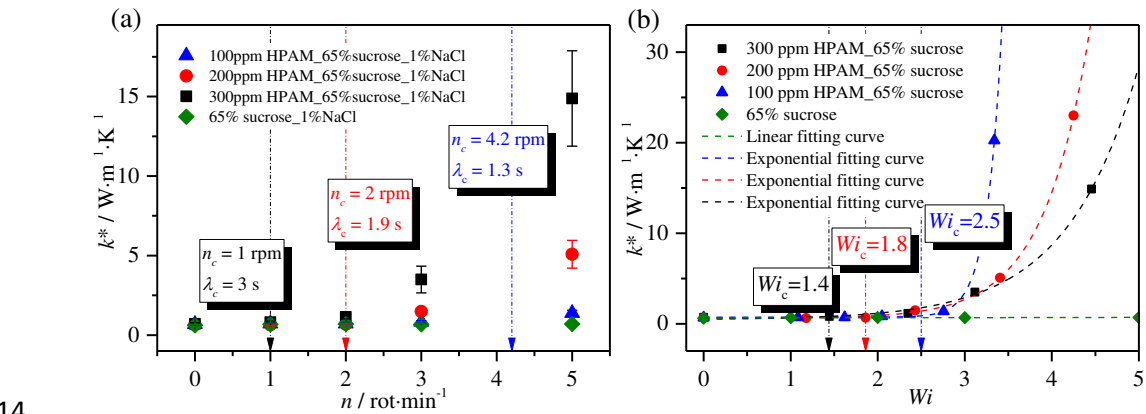 (a)
100ppm HPAM_65%sucrose_1%NaCl
200ppm HPAM_65%sucrose_1%NaCl
300ppm HPAM_65%sucrose_1%NaCl
65% sucrose_1%NaCl
n_c = 4.2 rpm
λ_c = 1.3 s
n_c = 2 rpm
λ_c = 1.9 s
n_c = 1 rpm
λ_c = 3 s
15
10
5
0
k* / W·m^1·K^1
0
1
2
3
4
5
n / rot·min^-1
(b)
300 ppm HPAM_65% sucrose
200 ppm HPAM_65% sucrose
100 ppm HPAM_65% sucrose
65% sucrose
Linear fitting curve
Exponential fitting curve
Exponential fitting curve
Exponential fitting curve
Wi_c=2.5
Wi_c=1.8
Wi_c=1.4
30
20
10
0
k* / W·m^1·K^1
0
1
2
3
4
5
Wi
14